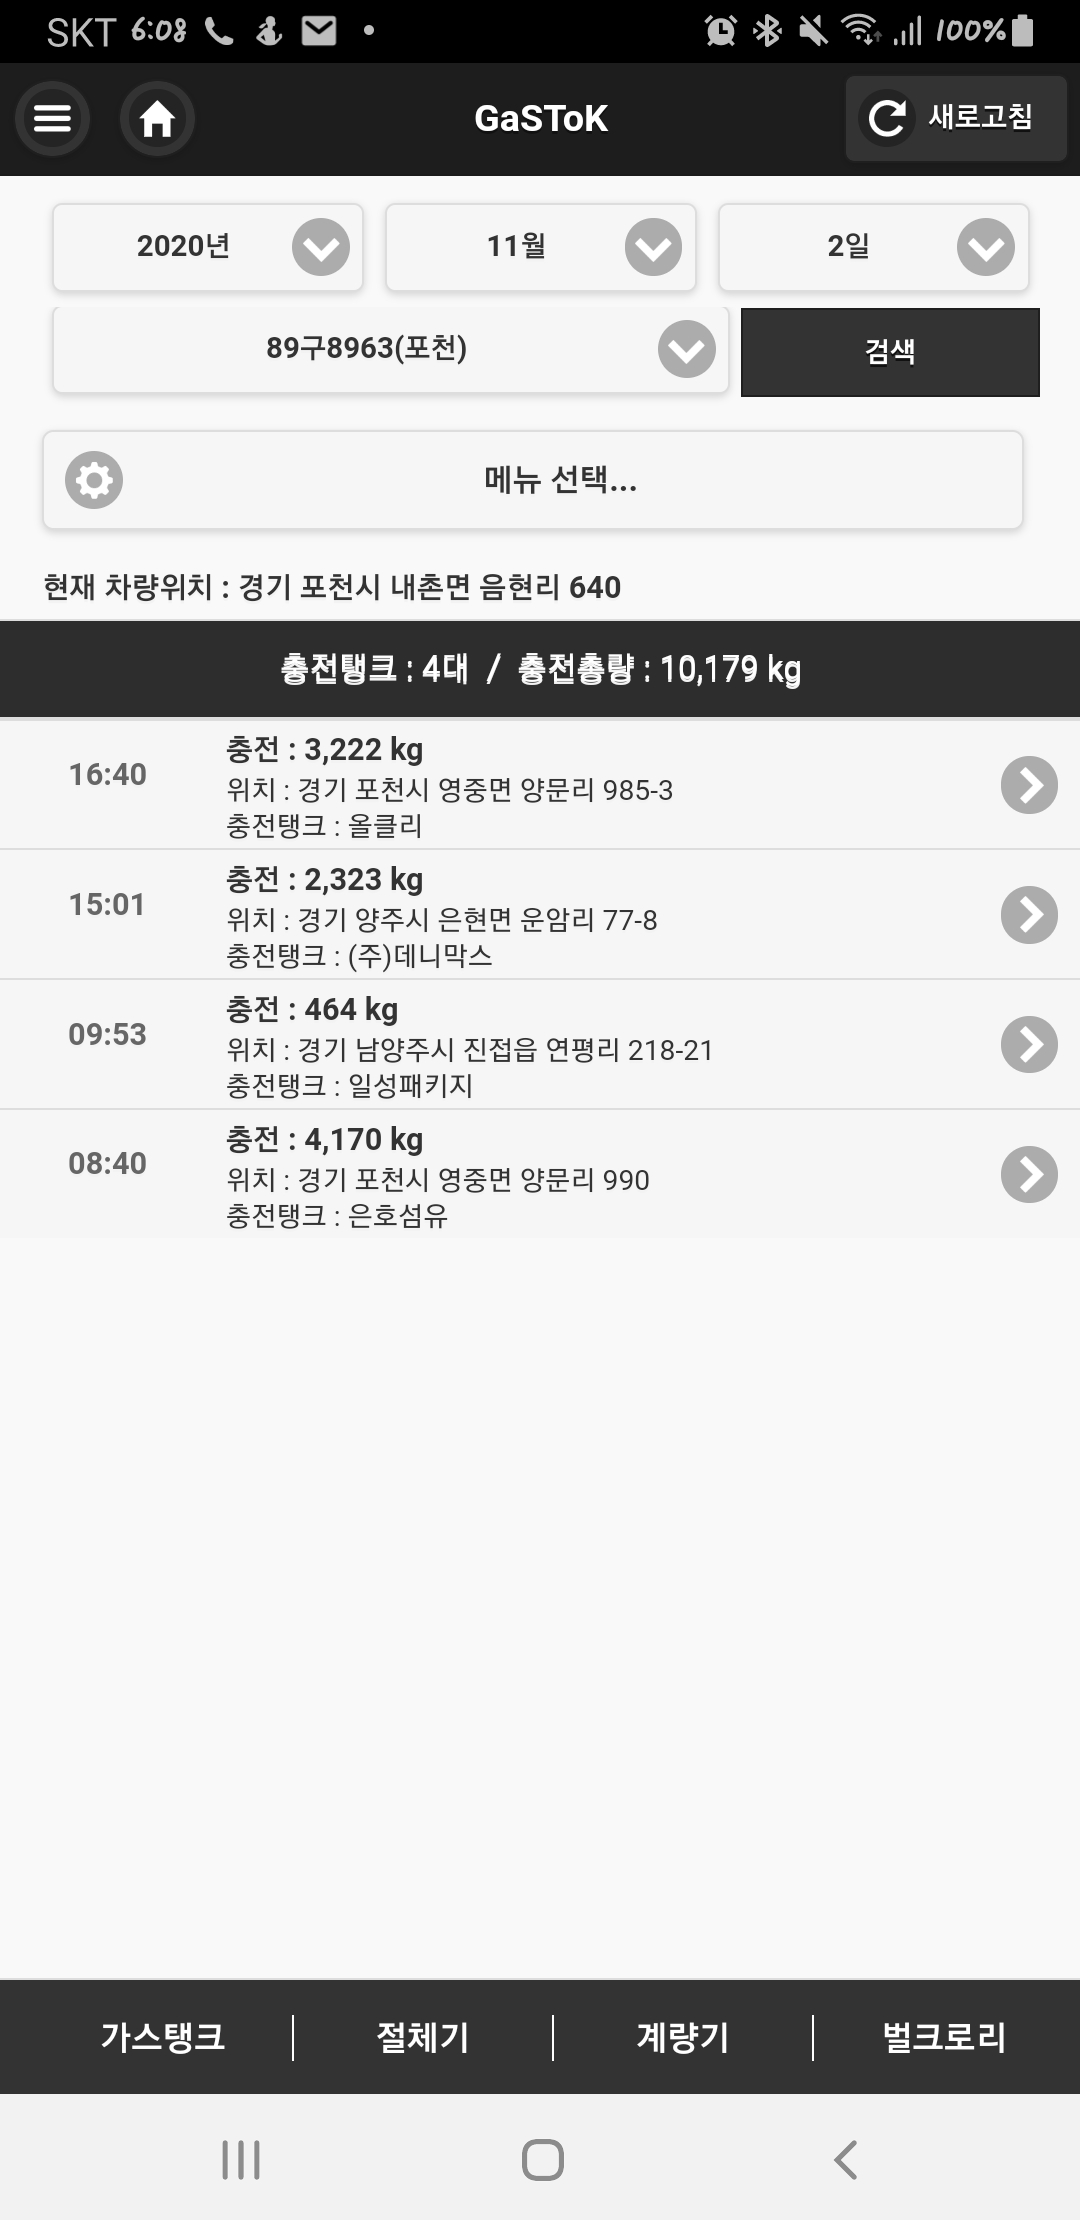 SKT 6:08 100%
GaSToK 새로고침
2020년 11월 2일
89구8963(포천) 검색
메뉴 선택...
현재 차량위치 : 경기 포천시 내촌면 음현리 640
충전탱크 : 4대 / 충전총량 : 10,179 kg
충전 : 3,222 kg
16:40
위치 : 경기 포천시 영중면 양문리 985-3
충전탱크 : 올클리
충전 : 2,323 kg
15:01
위치 : 경기 양주시 은현면 운암리 77-8
충전탱크 : (주)데니막스
충전 : 464 kg
09:53
위치 : 경기 남양주시 진접읍 연평리 218-21
충전탱크 : 일성패키지
충전 : 4,170 kg
08:40
위치 : 경기 포천시 영중면 양문리 990
충전탱크 : 은호섬유
가스탱크 절체기 계량기 벌크로리